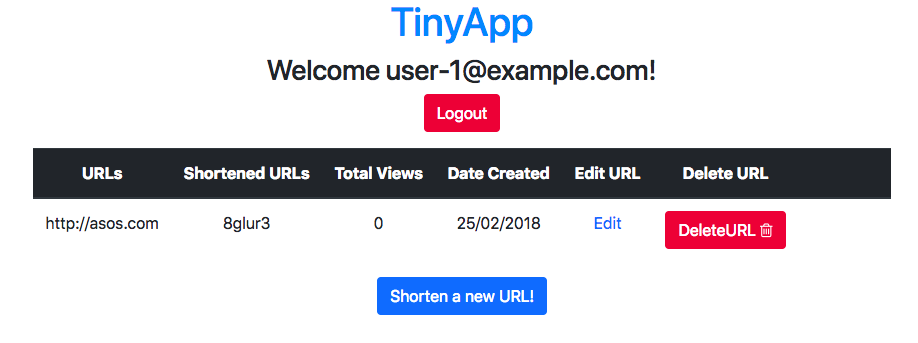 TinyApp
Welcome user-1@example.com!
Logout
URLs Shortened URLs Total Views Date Created Edit URL Delete URL
http://asos.com 8glur3 0 25/02/2018 Edit DeleteURL
Shorten a new URL!